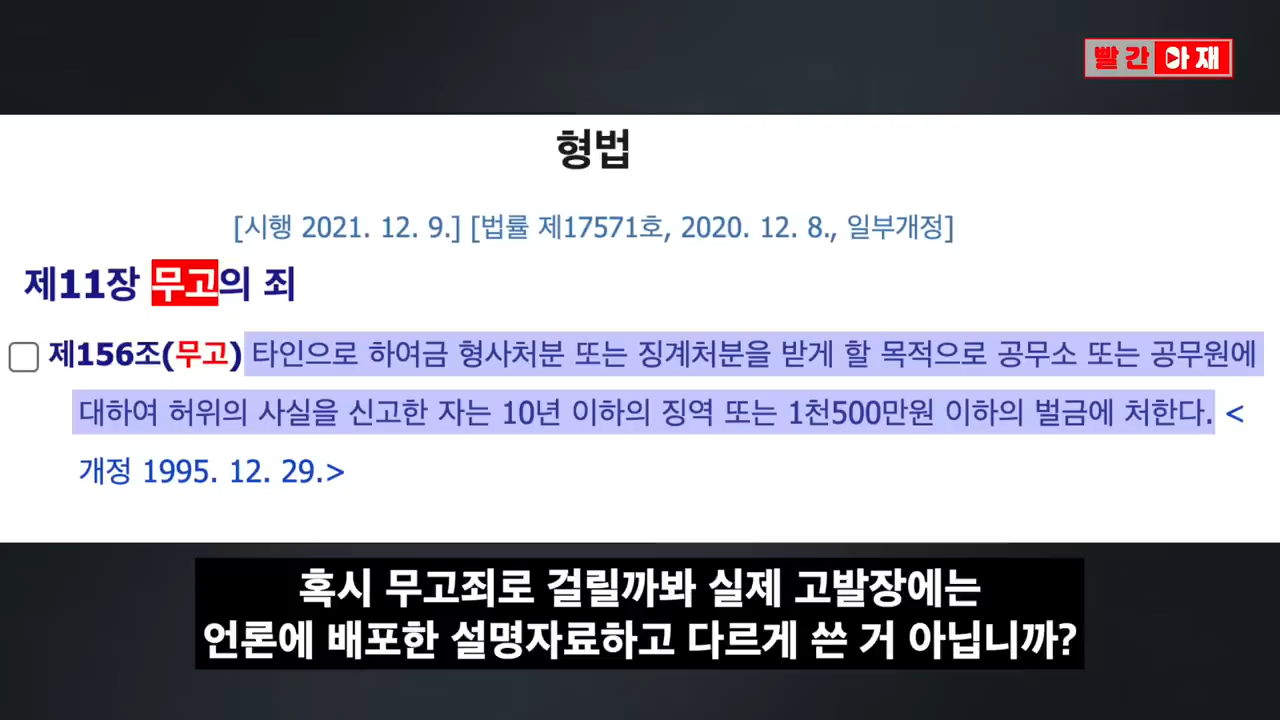 빨간아재
형법
[시행 2021. 12. 9.] [법률 제17571호, 2020. 12. 8., 일부개정]
제11장 무고의 죄
제156조(무고) 타인으로 하여금 형사처분 또는 징계처분을 받게 할 목적으로 공무소 또는 공무원에
대하여 허위의 사실을 신고한 자는 10년 이하의 징역 또는 1천500만원 이하의 벌금에 처한다. <
개정 1995. 12. 29.>
혹시 무고죄로 걸릴까봐 실제 고발장에는
언론에 배포한 설명자료하고 다르게 쓴 거 아닙니까?